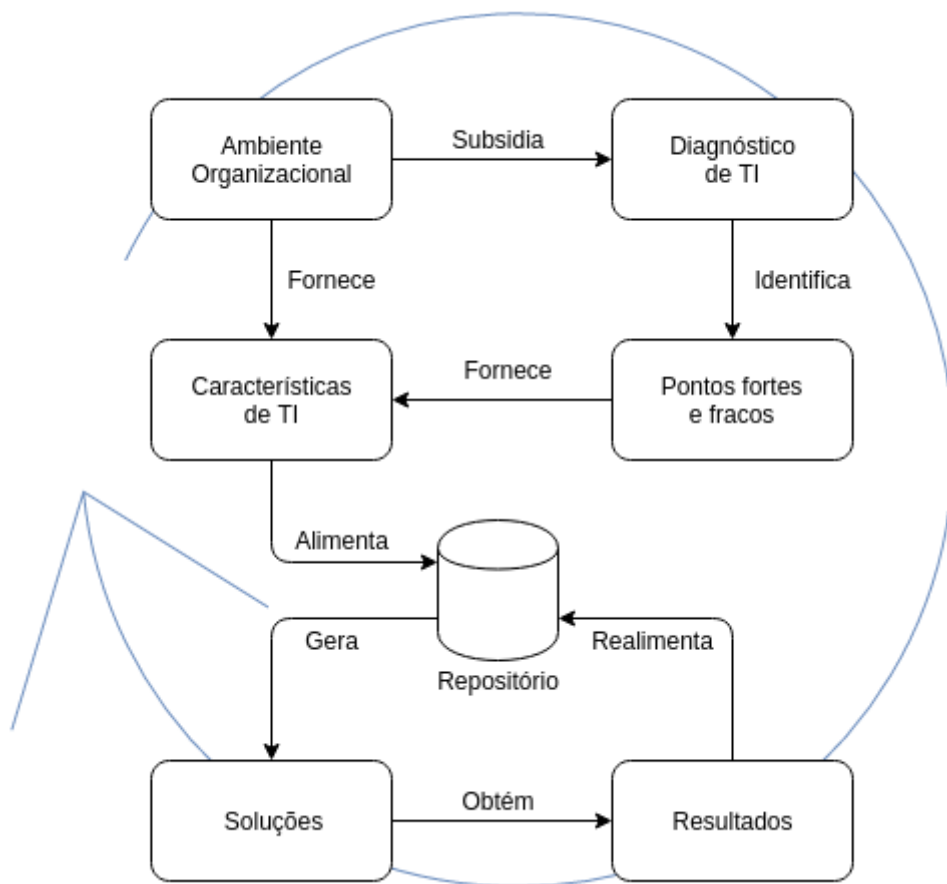 Ambiente
Organizacional
Subsidia
Diagnóstico
de TI
Fornece
Identifica
Características
de TI
Fornece
Pontos fortes
e fracos
Alimenta
Gera
Realimenta
Repositório
Soluções
Obtém
Resultados